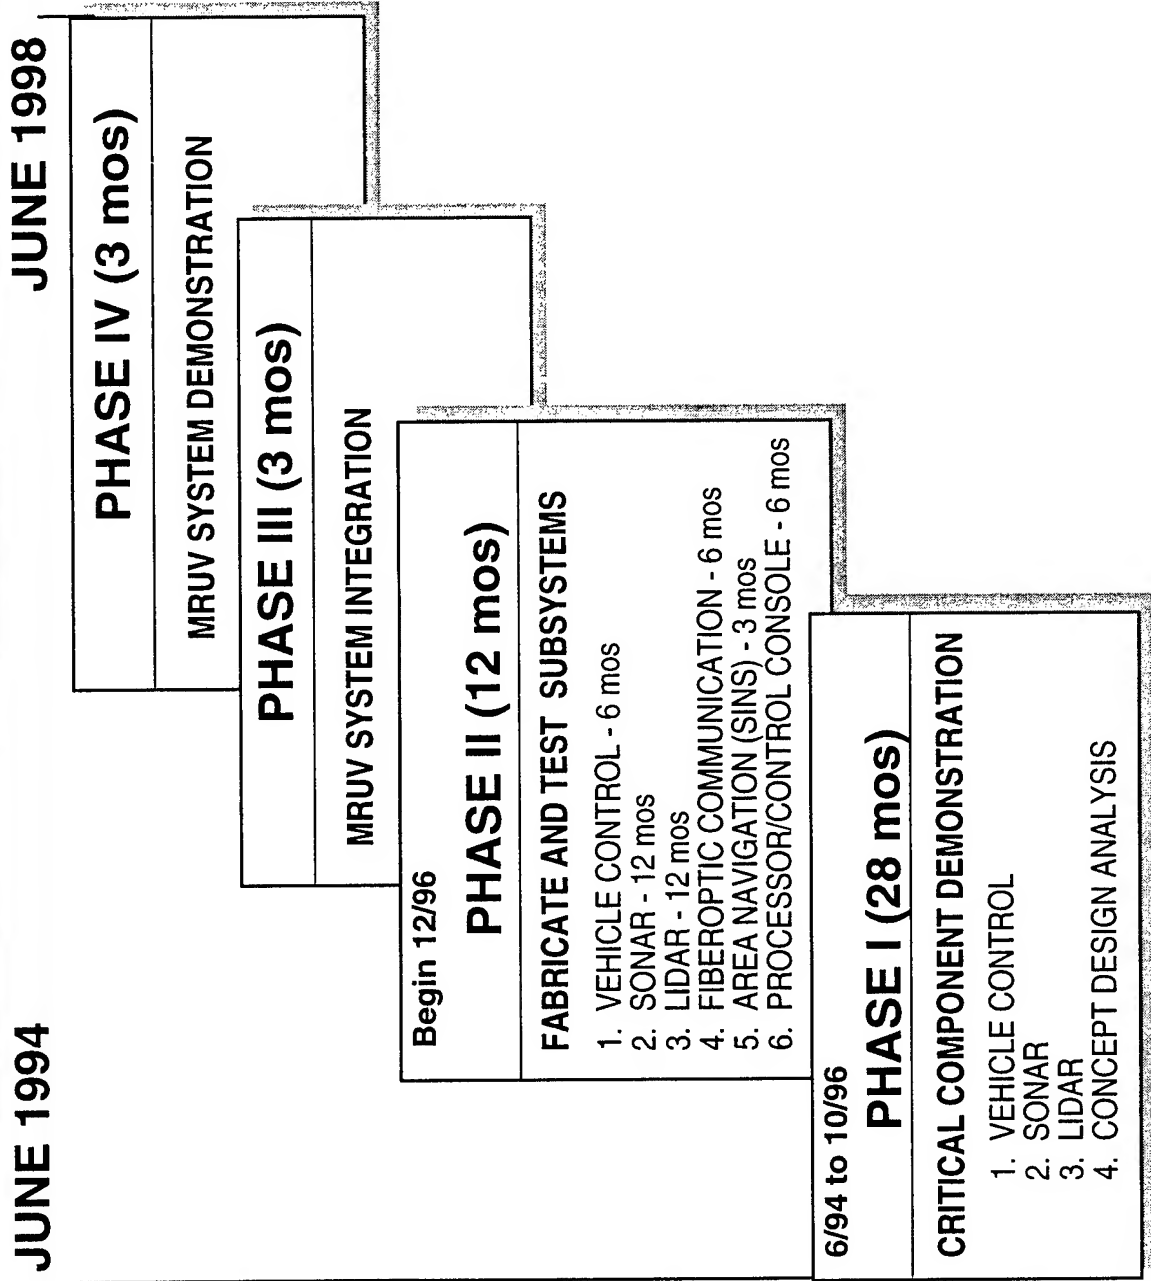 JUNE 1994
JUNE 1998
PHASE IV (3 mos)
MRUV SYSTEM DEMONSTRATION
PHASE III (3 mos)
MRUV SYSTEM INTEGRATION
Begin 12/96
PHASE II (12 mos)
FABRICATE AND TEST SUBSYSTEMS
1. VEHICLE CONTROL - 6 mos
2. SONAR - 12 mos
3. LIDAR - 12 mos
4. FIBEROPTIC COMMUNICATION - 6 mos
5. AREA NAVIGATION (SINS) - 3 mos
6. PROCESSOR/CONTROL CONSOLE - 6 mos
6/94 to 10/96
PHASE I (28 mos)
CRITICAL COMPONENT DEMONSTRATION
1. VEHICLE CONTROL
2. SONAR
3. LIDAR
4. CONCEPT DESIGN ANALYSIS